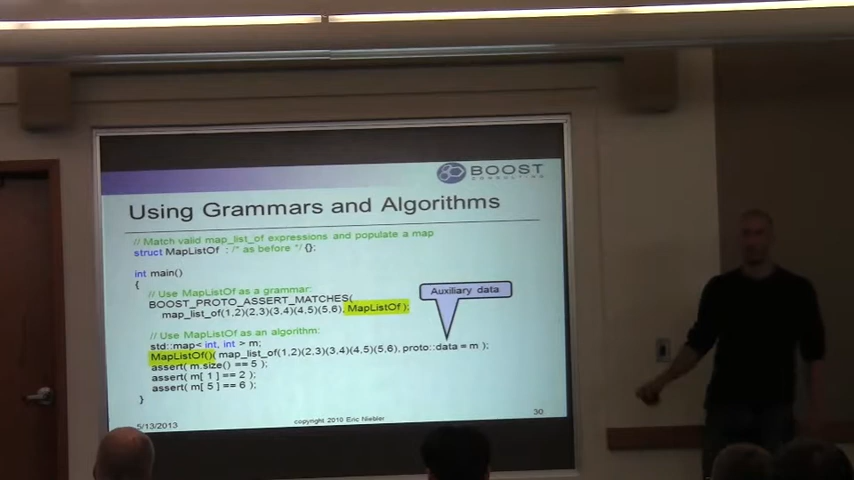 BOOST
CONSULTING
Using Grammars and Algorithms
// Match valid map_list_of expressions and populate a map
struct MapListOf : /* as before */ {};
int main()
{
// Use MapListOf as a grammar:
BOOST_PROTO_ASSERT_MATCHES(
map_list_of(1,2)(2,3)(3,4)(4,5)(5,6), MapListOf );
Auxiliary data
// Use MapListOf as an algorithm:
std::map< int, int > m;
MapListOf()( map_list_of(1,2)(2,3)(3,4)(4,5)(5,6), proto::_data = m );
assert( m.size() == 5 );
assert( m[ 1 ] == 2 );
assert( m[ 5 ] == 6 );
}
5/13/2013
copyright 2010 Eric Niebler
30